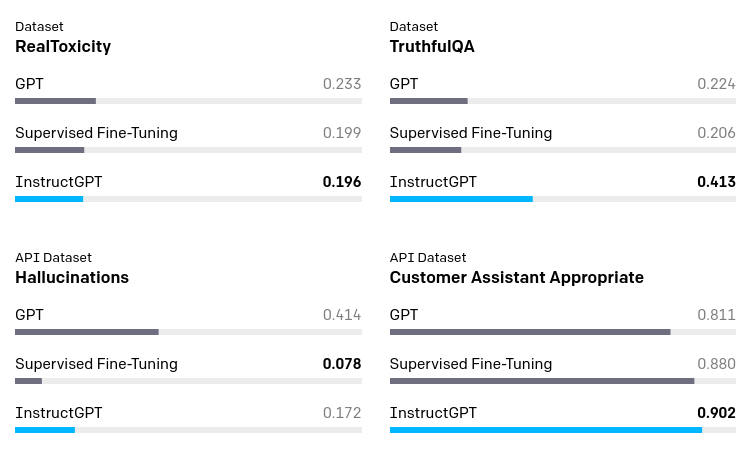 Dataset
RealToxicity
GPT 0.233
Supervised Fine-Tuning 0.199
InstructGPT 0.196
Dataset
TruthfulQA
GPT 0.224
Supervised Fine-Tuning 0.206
InstructGPT 0.413
API Dataset
Hallucinations
GPT 0.414
Supervised Fine-Tuning 0.078
InstructGPT 0.172
API Dataset
Customer Assistant Appropriate
GPT 0.811
Supervised Fine-Tuning 0.880
InstructGPT 0.902